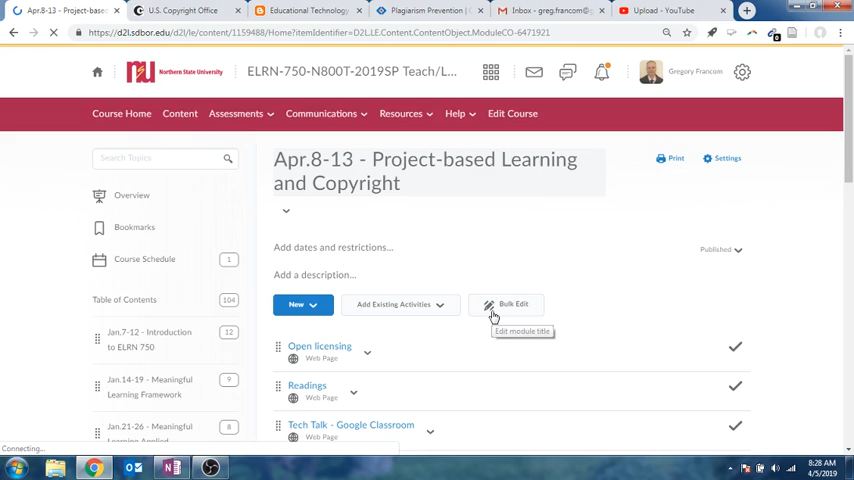 Apr.8-13 - Project-base
U.S. Copyright Office
Educational Technology
Plagiarism Prevention | C
Inbox - greg.francom@
Upload - YouTube
https://d2l.sdbor.edu/d2l/le/content/1159488/Home?itemIdentifier=D2L.LE.Content.ContentObject.ModuleCO-6471921
NSU Northern State University
ELRN-750-N800T-2019SP Teach/L...
Gregory Francom
Course Home Content Assessments Communications Resources Help Edit Course
Search Topics
Overview
Bookmarks
Course Schedule 1
Table of Contents 104
Jan.7-12 - Introduction to ELRN 750 12
Jan.14-19 - Meaningful Learning Framework 9
Jan.21-26 - Meaningful Learning Applied 8
Apr.8-13 - Project-based Learning
and Copyright
Print Settings
Add dates and restrictions...
Published
Add a description...
New Add Existing Activities Bulk Edit
Edit module title
Open licensing
Web Page
Readings
Web Page
Tech Talk - Google Classroom
Web Page
Connecting...
8:28 AM
4/5/2019